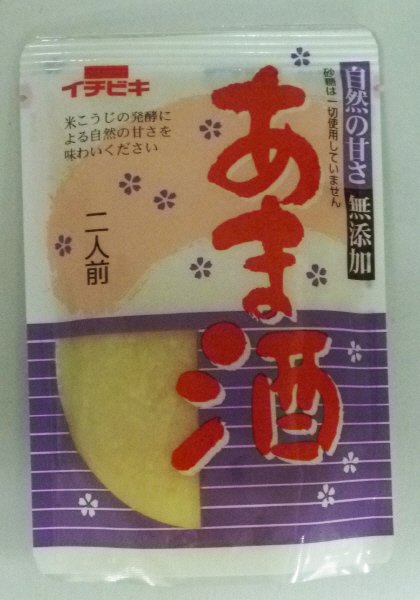 イチビキ
自然の甘さ 無添加
砂糖は一切使用していません
あま酒
米こうじの発酵に
よる自然の甘さを
味わいください
二人前